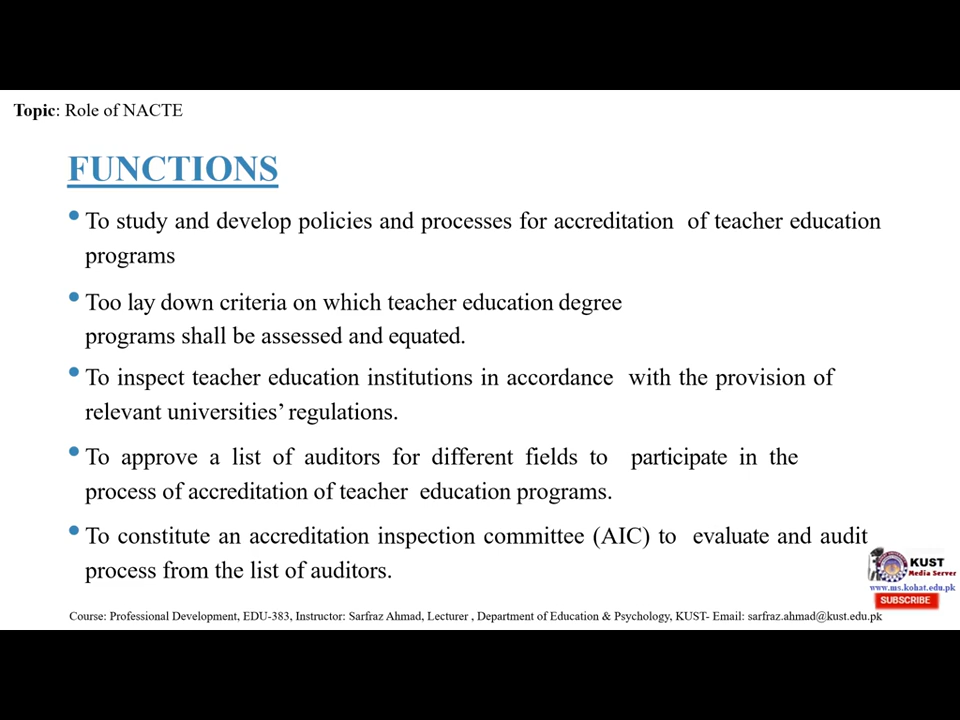 Topic: Role of NACTE
FUNCTIONS
• To study and develop policies and processes for accreditation of teacher education
programs
• Too lay down criteria on which teacher education degree
programs shall be assessed and equated.
• To inspect teacher education institutions in accordance with the provision of
relevant universities’ regulations.
• To approve a list of auditors for different fields to participate in the
process of accreditation of teacher education programs.
• To constitute an accreditation inspection committee (AIC) to evaluate and audit
process from the list of auditors.
KUST
Media Server
www.ms.kohat.edu.pk
SUBSCRIBE
Course: Professional Development, EDU-383, Instructor: Sarfraz Ahmad, Lecturer , Department of Education & Psychology, KUST- Email: sarfraz.ahmad@kust.edu.pk